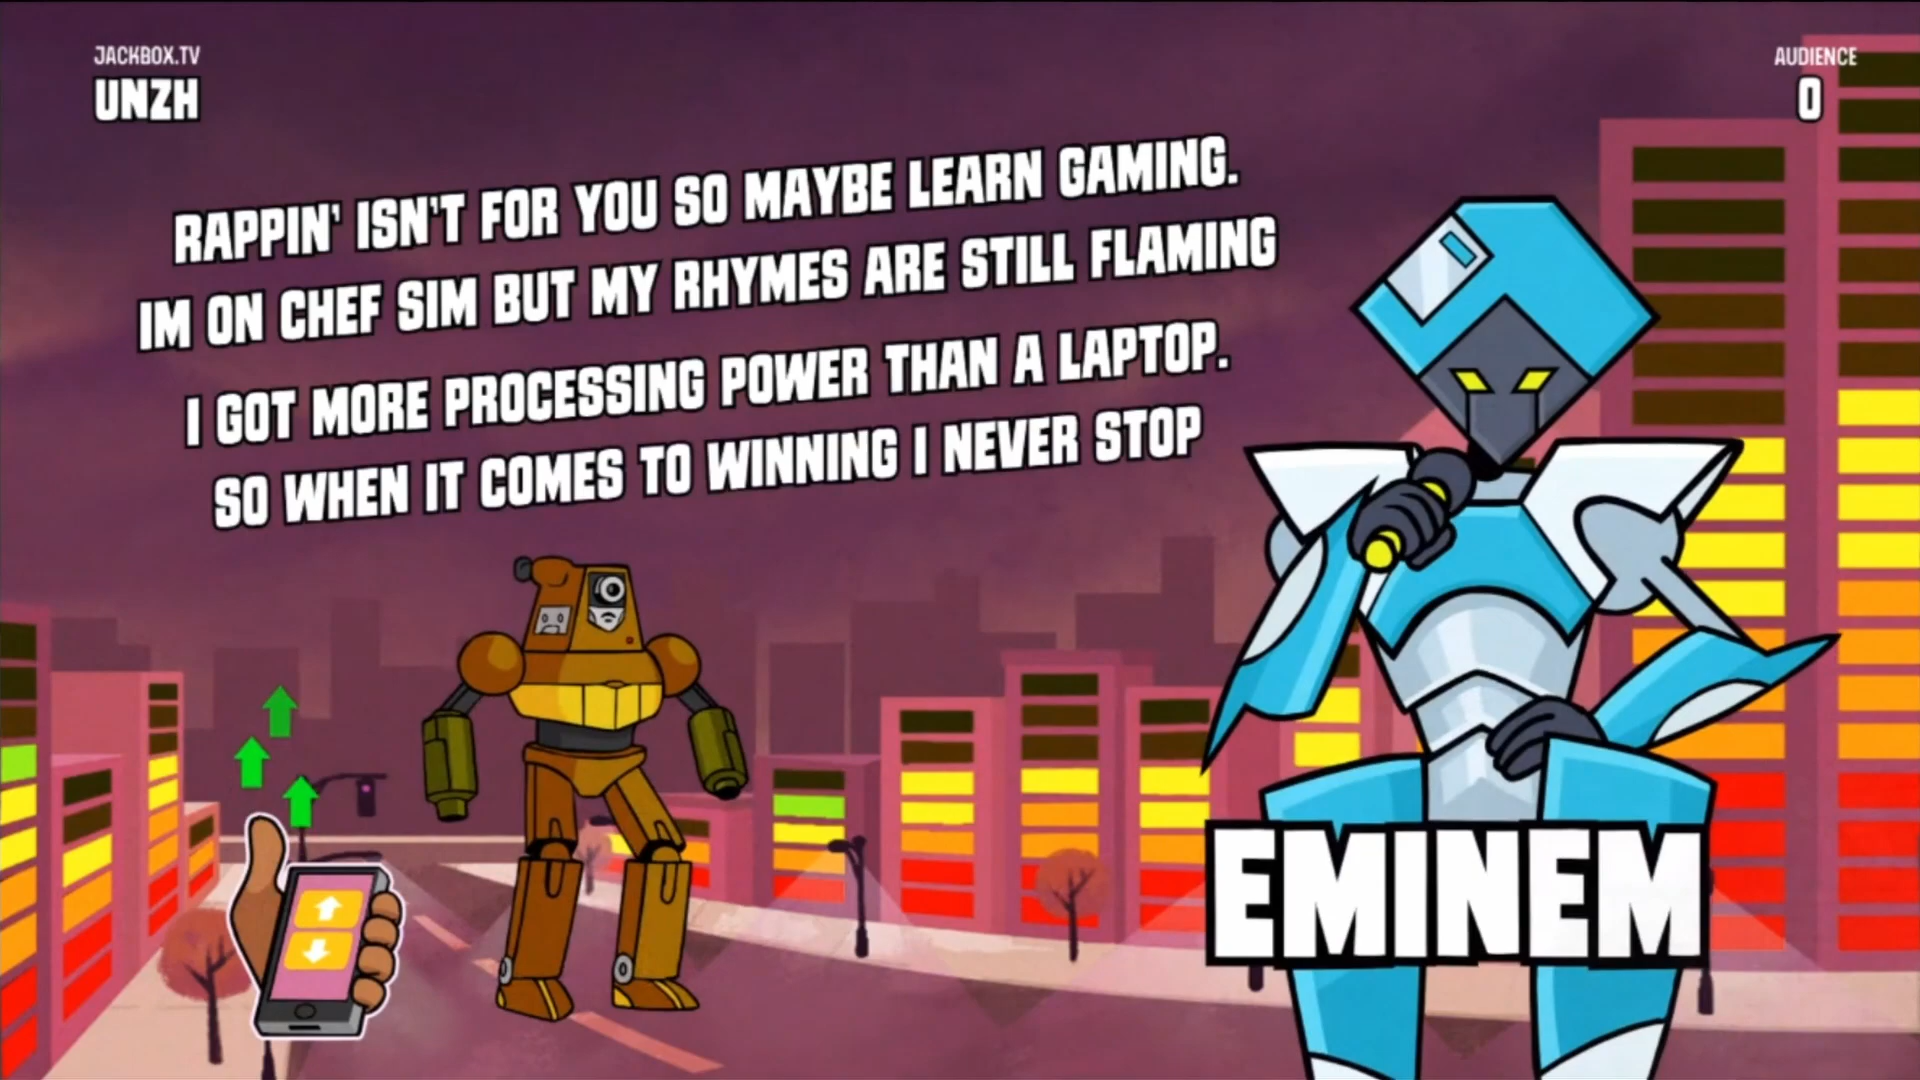 JACKBOX.TV
UNZH
AUDIENCE
0
RAPPIN' ISN'T FOR YOU SO MAYBE LEARN GAMING.
IM ON CHEF SIM BUT MY RHYMES ARE STILL FLAMING
I GOT MORE PROCESSING POWER THAN A LAPTOP.
SO WHEN IT COMES TO WINNING I NEVER STOP
EMINEM